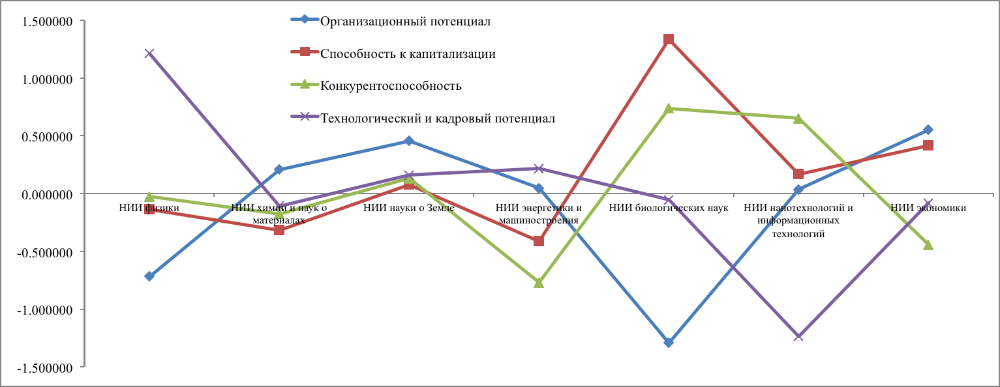 1.500000
1.000000
0.500000
0.000000
-0.500000
-1.000000
-1.500000
Организационный потенциал
Способность к капитализации
Конкурентоспособность
Технологический и кадровый потенциал
НИИ физики
НИИ химии и наук о
материалах
НИИ науки о Земле
НИИ энергетики и
машиностроения
НИИ биологических наук
НИИ нанотехнологий и
информационных
технологий
НИИ экономики